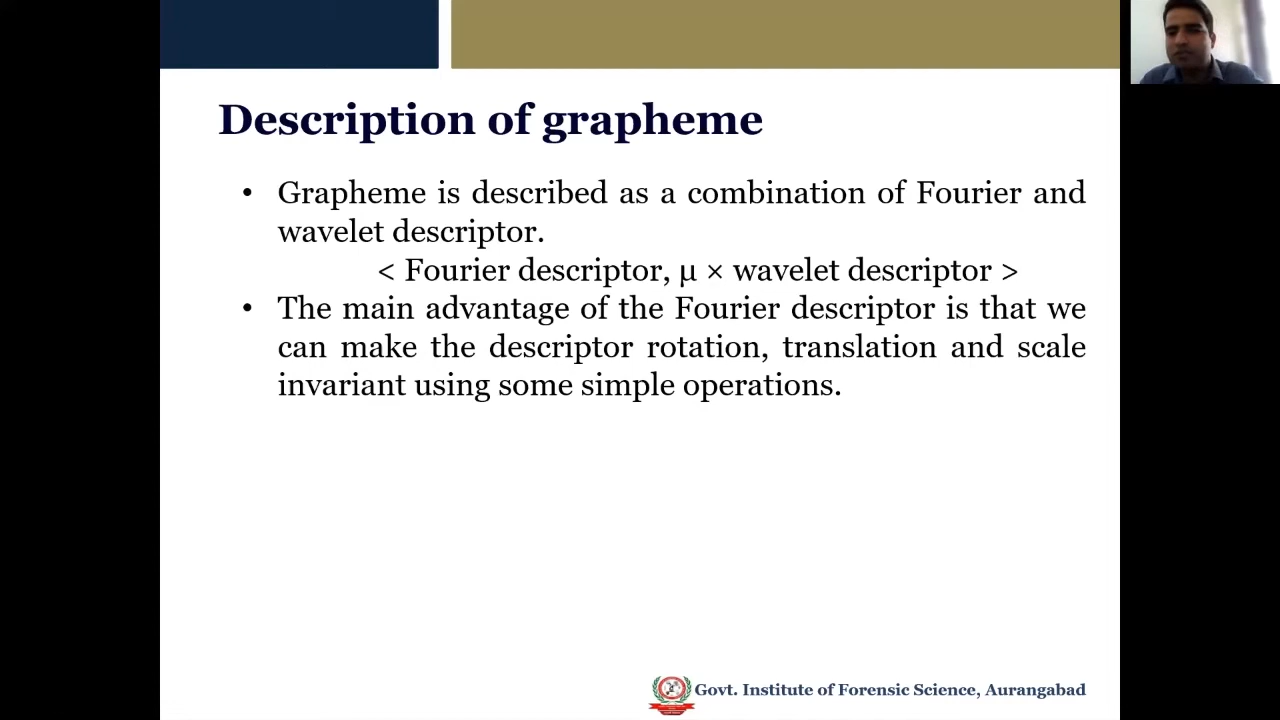 Description of grapheme
• Grapheme is described as a combination of Fourier and
wavelet descriptor.
< Fourier descriptor, μ × wavelet descriptor >
• The main advantage of the Fourier descriptor is that we
can make the descriptor rotation, translation and scale
invariant using some simple operations.
Govt. Institute of Forensic Science, Aurangabad